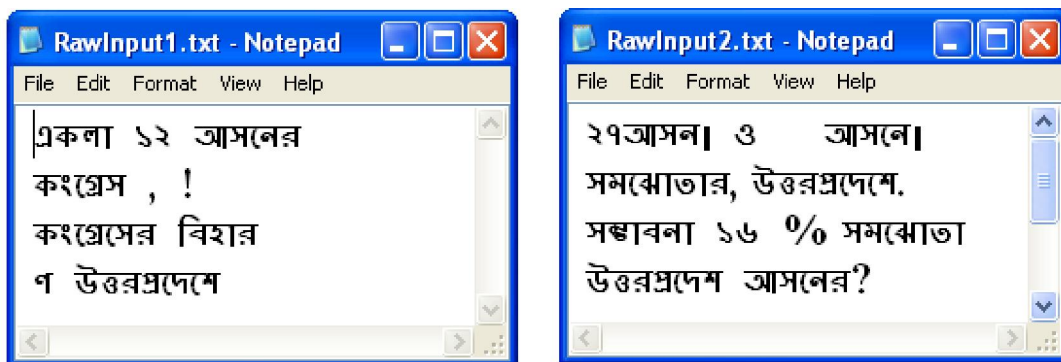 RawInput1.txt - Notepad
File Edit Format View Help
একলা ১২ আসনের
কংগ্রেস , !
কংগ্রেসের বিহার
ণ উত্তরপ্রদেশে
RawInput2.txt - Notepad
File Edit Format View Help
২৭আসন। ও আসনে।
সমঝোতার, উত্তরপ্রদেশে.
সম্ভাবনা ১৬ % সমঝোতা
উত্তরপ্রদেশ আসনের?